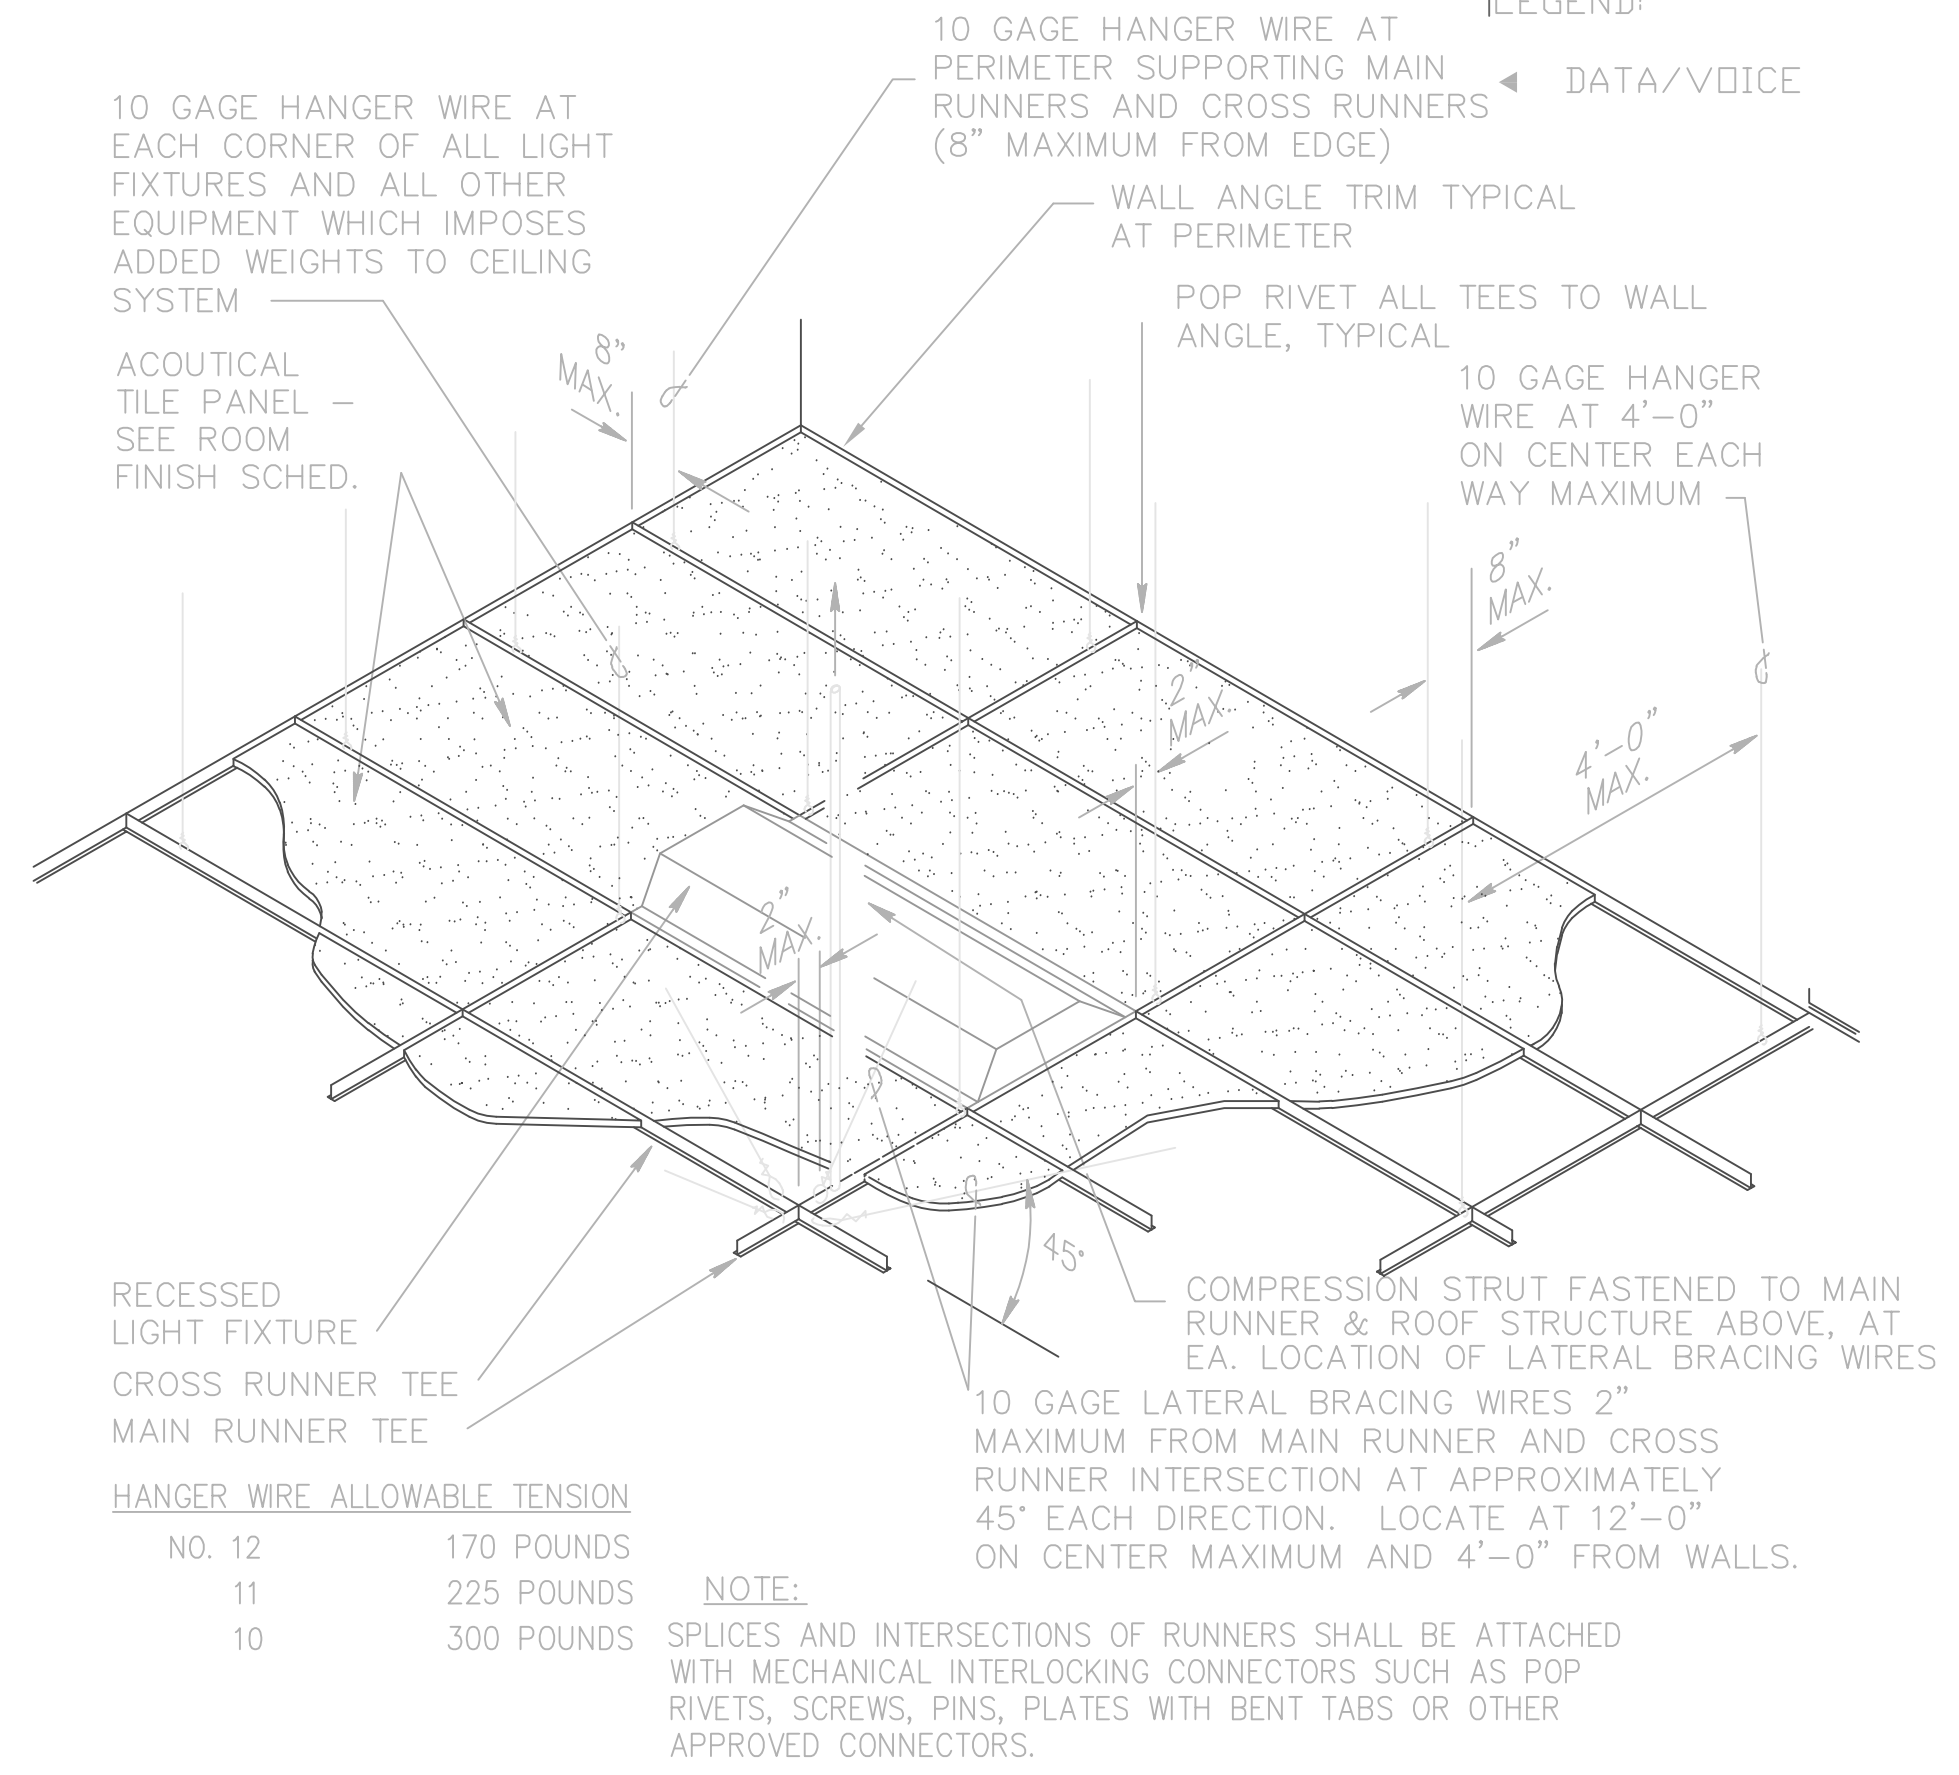 LEGEND:
DATA/VOICE
10 GAGE HANGER WIRE AT
PERIMETER SUPPORTING MAIN
RUNNERS AND CROSS RUNNERS
(8" MAXIMUM FROM EDGE)
10 GAGE HANGER WIRE AT
EACH CORNER OF ALL LIGHT
FIXTURES AND ALL OTHER
EQUIPMENT WHICH IMPOSES
ADDED WEIGHTS TO CEILING
SYSTEM
WALL ANGLE TRIM TYPICAL
AT PERIMETER
POP RIVET ALL TEES TO WALL
ANGLE, TYPICAL
ACOUTICAL
TILE PANEL –
SEE ROOM
FINISH SCHED.
8"
MAX.
10 GAGE HANGER
WIRE AT 4'–0"
ON CENTER EACH
WAY MAXIMUM
8"
MAX.
2"
MAX.
4'–0"
MAX.
2"
MAX.
45°
RECESSED
LIGHT FIXTURE
CROSS RUNNER TEE
MAIN RUNNER TEE
COMPRESSION STRUT FASTENED TO MAIN
RUNNER & ROOF STRUCTURE ABOVE, AT
EA. LOCATION OF LATERAL BRACING WIRES
10 GAGE LATERAL BRACING WIRES 2"
MAXIMUM FROM MAIN RUNNER AND CROSS
RUNNER INTERSECTION AT APPROXIMATELY
45° EACH DIRECTION. LOCATE AT 12'–0"
ON CENTER MAXIMUM AND 4'–0" FROM WALLS.
HANGER WIRE ALLOWABLE TENSION
NO. 12 170 POUNDS
11 225 POUNDS
10 300 POUNDS
NOTE:
SPLICES AND INTERSECTIONS OF RUNNERS SHALL BE ATTACHED
WITH MECHANICAL INTERLOCKING CONNECTORS SUCH AS POP
RIVETS, SCREWS, PINS, PLATES WITH BENT TABS OR OTHER
APPROVED CONNECTORS.